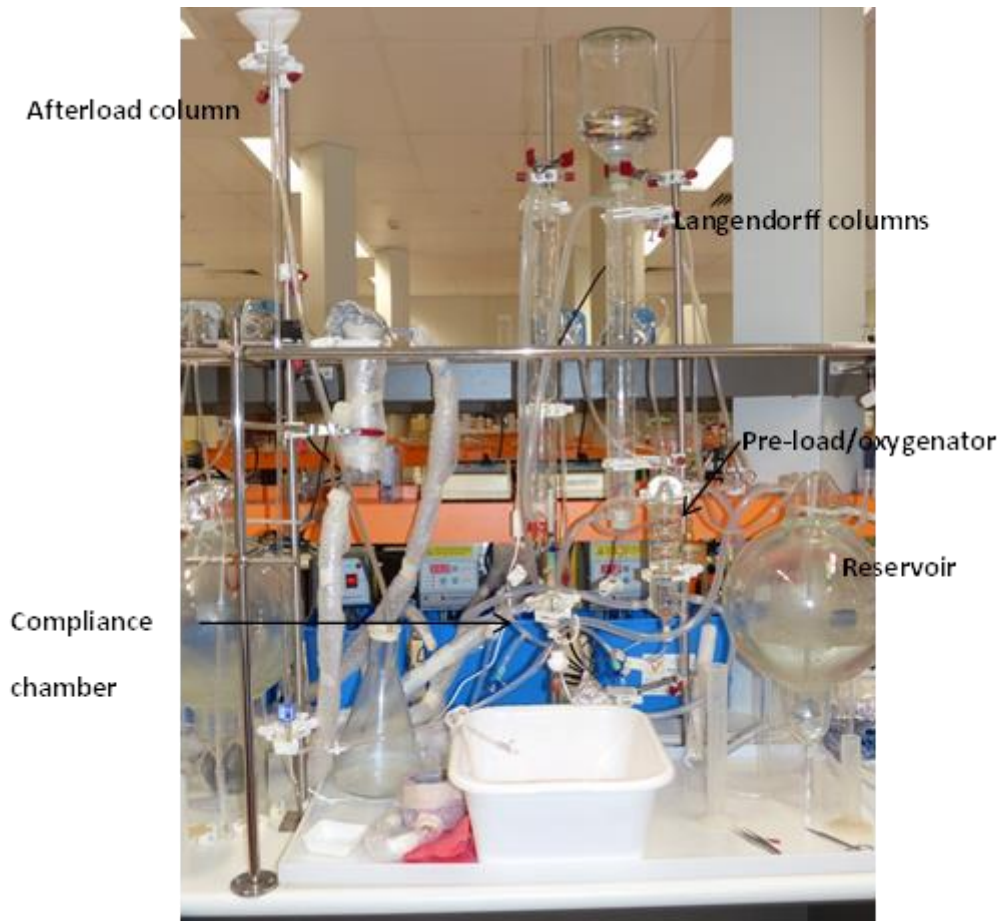 Afterload column
Langendorff columns
Pre-load/oxygenator
Reservoir
Compliance
chamber